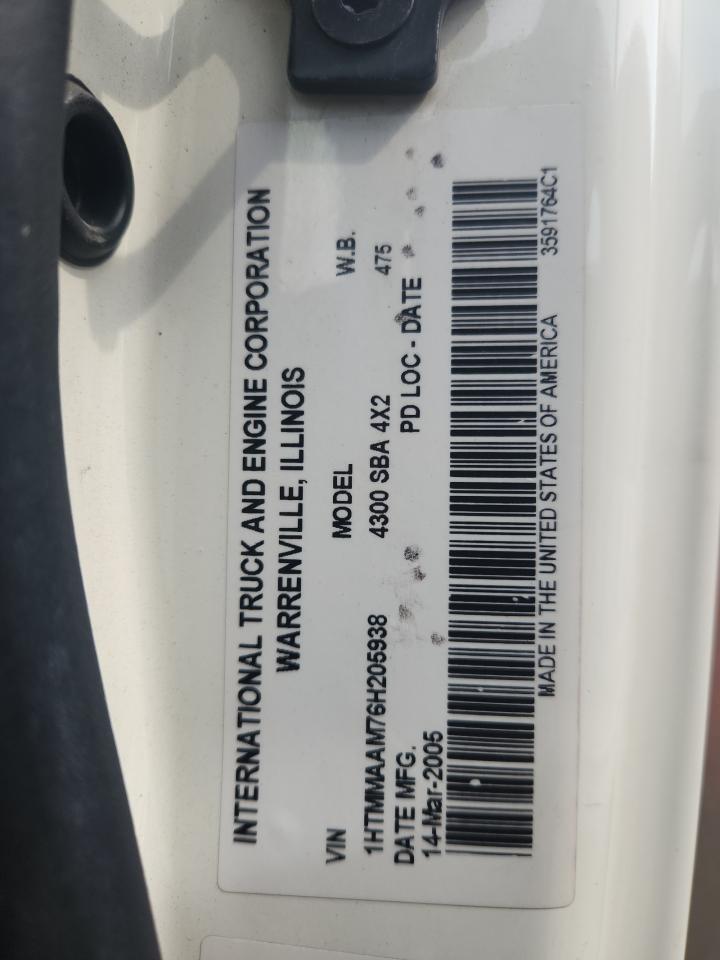 INTERNATIONAL TRUCK AND ENGINE CORPORATION
WARRENVILLE, ILLINOIS
VIN MODEL W.B.
1HTMMAAM76H205938 4300 SBA 4X2 475
DATE MFG. PD LOC - DATE
14-Mar-2005
MADE IN THE UNITED STATES OF AMERICA 3591764C1